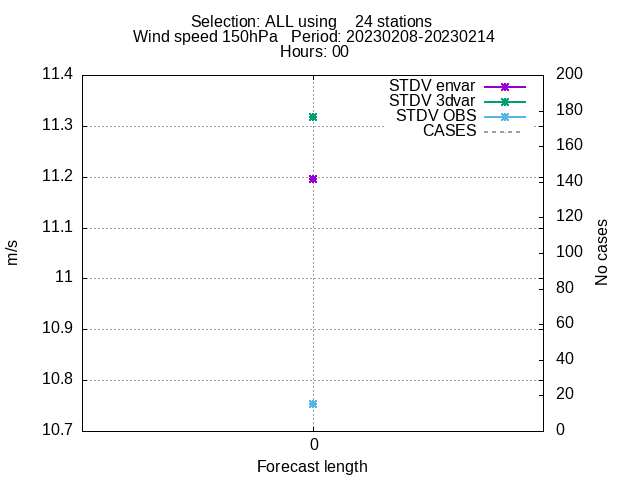 Selection: ALL using    24 stations
Wind speed 150hPa   Period: 20230208-20230214
Hours: 00
11.4
11.3
11.2
11.1
11
10.9
10.8
10.7
m/s
STDV envar
STDV 3dvar
STDV OBS
CASES
200
180
160
140
120
100
80
60
40
20
0
No cases
0
Forecast length